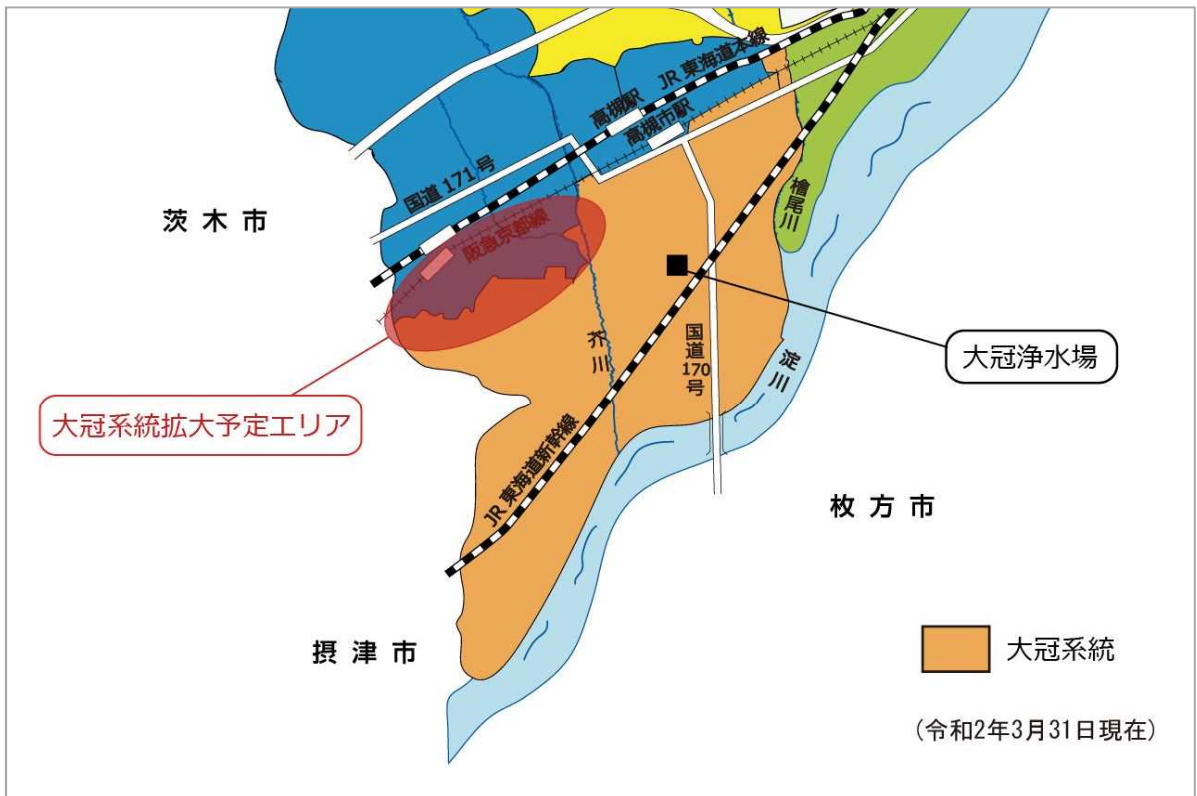 JR 東海道本線
高槻駅
高槻市駅
国道 171 号
檜尾川
茨 木 市
阪急京都線
大冠浄水場
芥川
国道170号
淀川
大冠系統拡大予定エリア
JR 東海道新幹線
枚 方 市
摂 津 市
大冠系統
(令和2年3月31日現在)